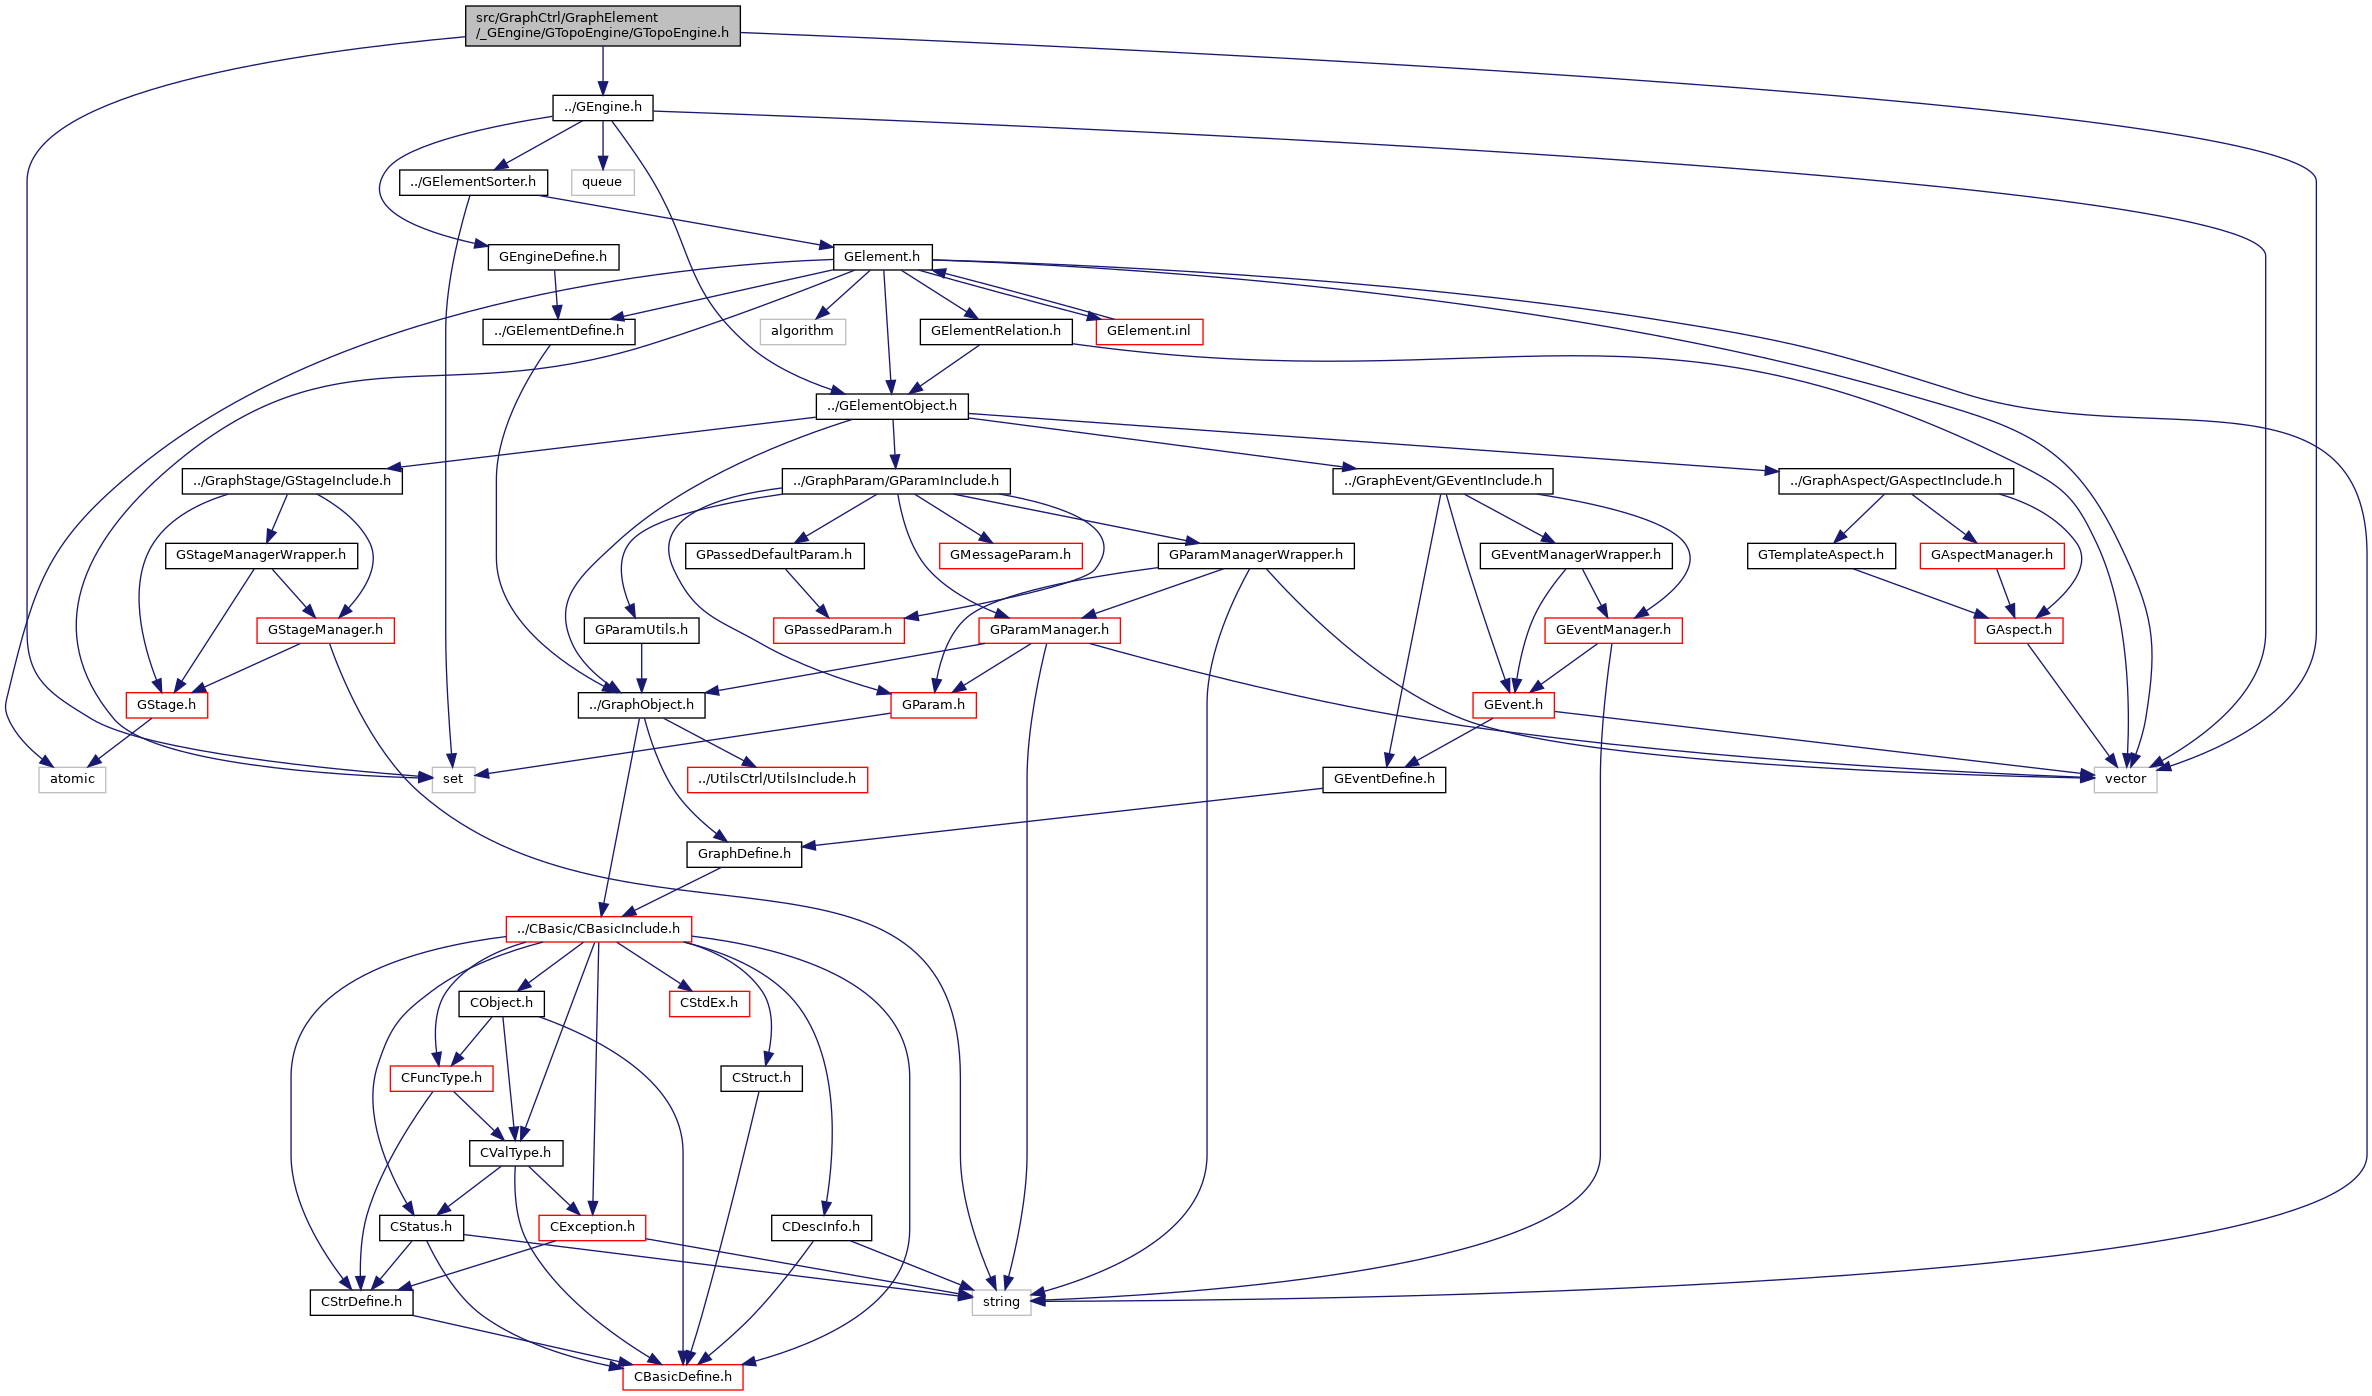 src/GraphCtrl/GraphElement
/_GEngine/GTopoEngine/GTopoEngine.h
../GEngine.h
../GElementSorter.h
queue
GEngineDefine.h
GElement.h
../GElementDefine.h
algorithm
GElementRelation.h
GElement.inl
../GElementObject.h
../GraphStage/GStageInclude.h
../GraphParam/GParamInclude.h
../GraphEvent/GEventInclude.h
../GraphAspect/GAspectInclude.h
GStageManagerWrapper.h
GPassedDefaultParam.h
GMessageParam.h
GParamManagerWrapper.h
GEventManagerWrapper.h
GTemplateAspect.h
GAspectManager.h
GStageManager.h
GParamUtils.h
GPassedParam.h
GParamManager.h
GEventManager.h
GAspect.h
GStage.h
../GraphObject.h
GParam.h
GEvent.h
atomic
set
../UtilsCtrl/UtilsInclude.h
GEventDefine.h
vector
GraphDefine.h
../CBasic/CBasicInclude.h
CObject.h
CStdEx.h
CFuncType.h
CStruct.h
CValType.h
CStatus.h
CException.h
CDescInfo.h
CStrDefine.h
string
CBasicDefine.h